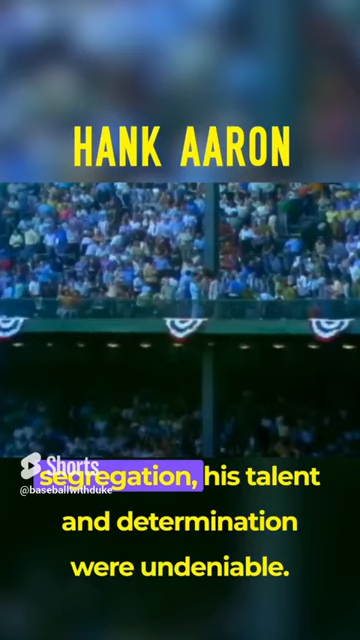 HANK AARON
Shorts
segregation, his talent
@baseballwithduke
and determination
were undeniable.